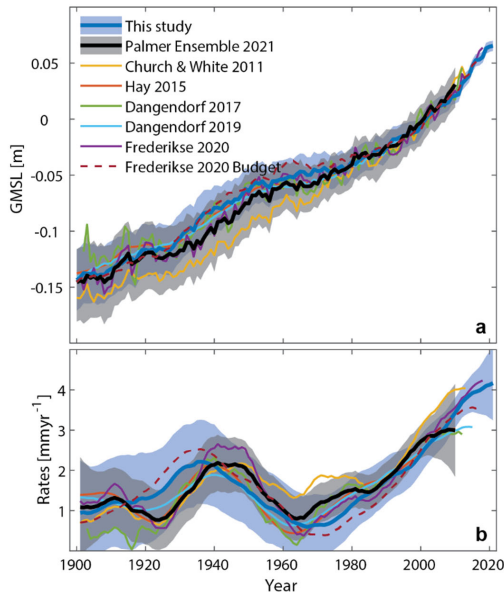 This study
Palmer Ensemble 2021
Church & White 2011
Hay 2015
Dangendorf 2017
Dangendorf 2019
Frederikse 2020
Frederikse 2020 Budget
GMSL [m]
0.05
0
-0.05
-0.1
-0.15
a
Rates [mmyr⁻¹]
4
3
2
1
b
1900 1920 1940 1960 1980 2000 2020
Year